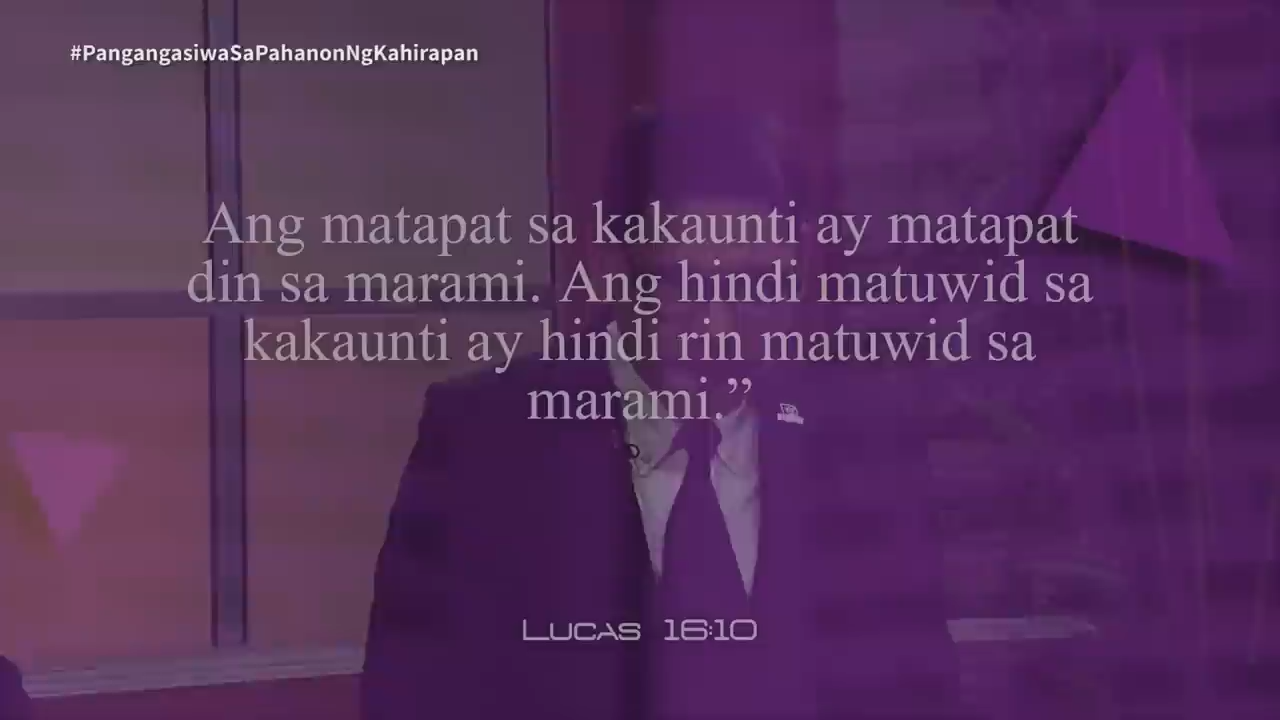 #PangangasiwaSaPahanonNgKahirapan
Ang matapat sa kakaunti ay matapat
din sa marami. Ang hindi matuwid sa
kakaunti ay hindi rin matuwid sa
marami.”
Lucas 16:10